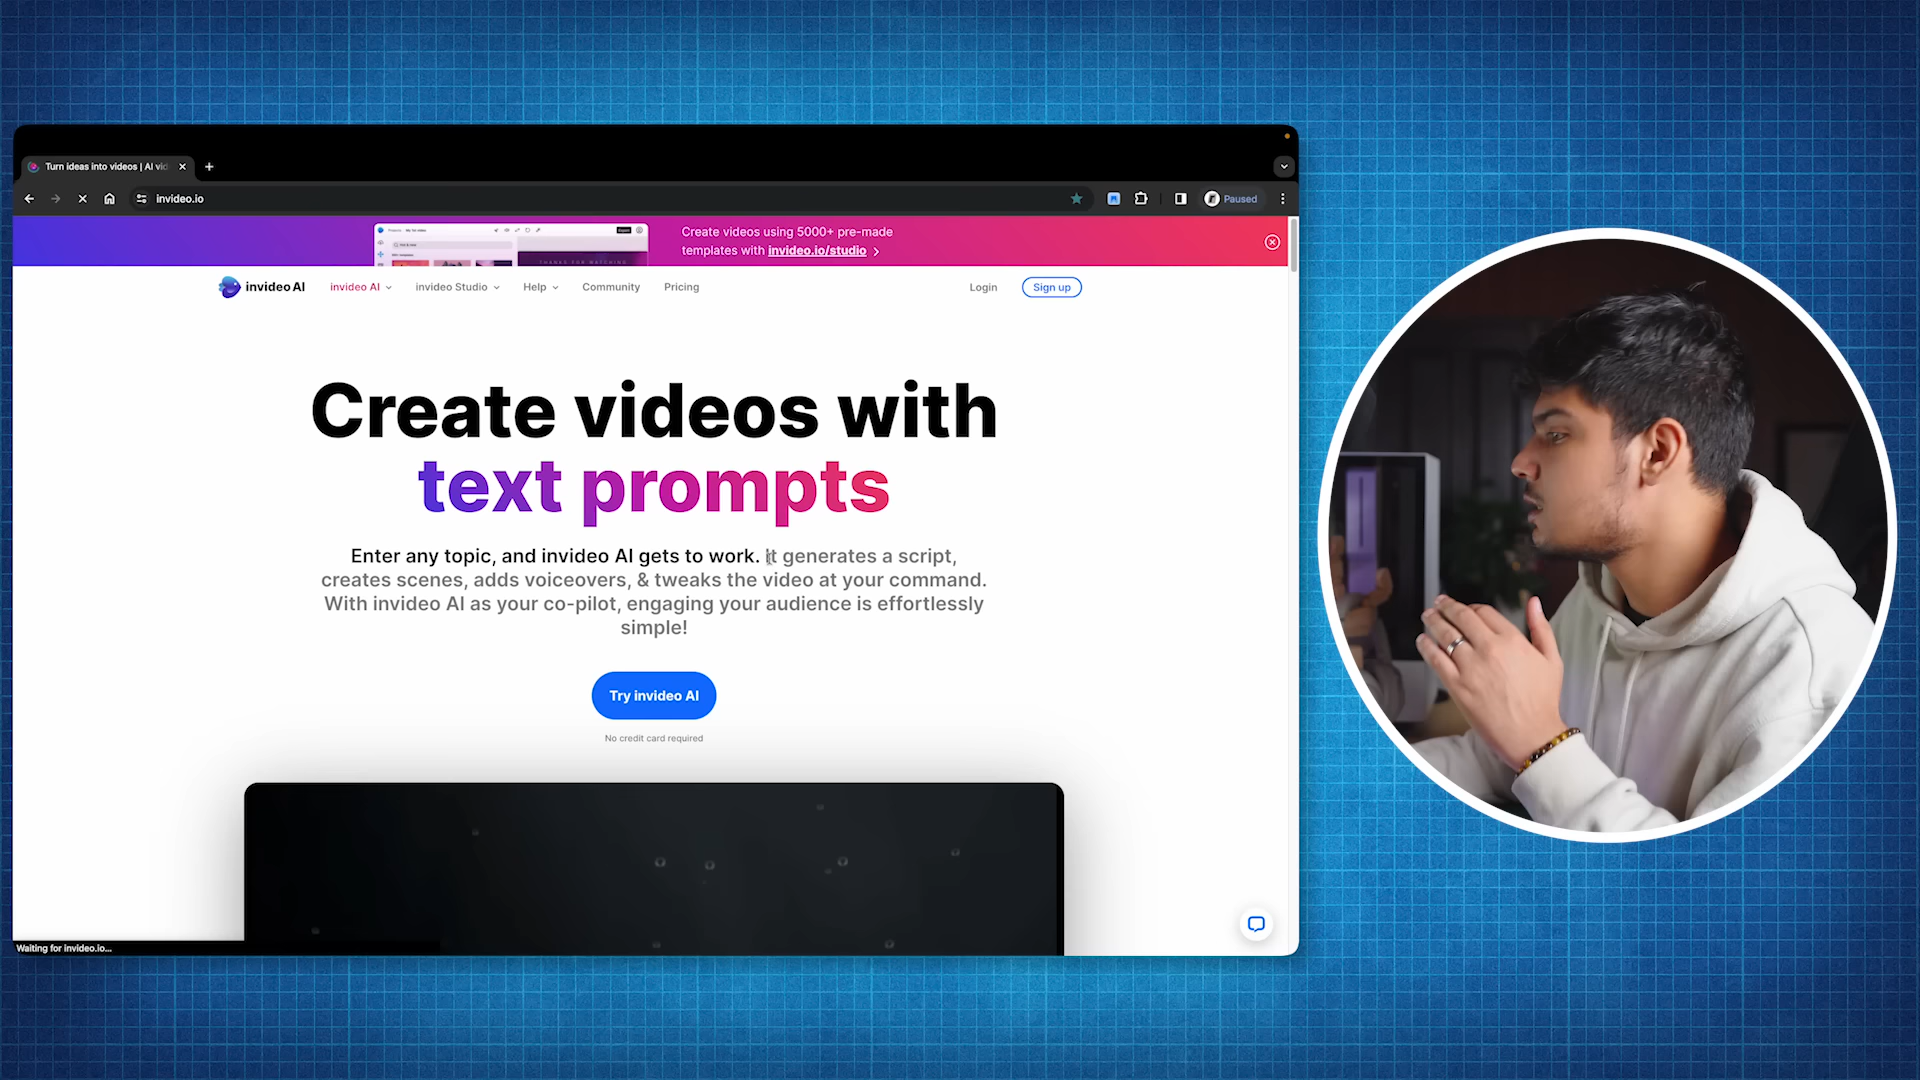 Turn ideas into videos | AI vid
invideo.io
Paused
Create videos using 5000+ pre-made
templates with invideo.io/studio
THANKS FOR WATCHING
invideo AI
invideo AI
invideo Studio
Help
Community
Pricing
Login
Sign up
Create videos with
text prompts
Enter any topic, and invideo AI gets to work. It generates a script,
creates scenes, adds voiceovers, & tweaks the video at your command.
With invideo AI as your co-pilot, engaging your audience is effortlessly
simple!
Try invideo AI
No credit card required
Waiting for invideo.io...